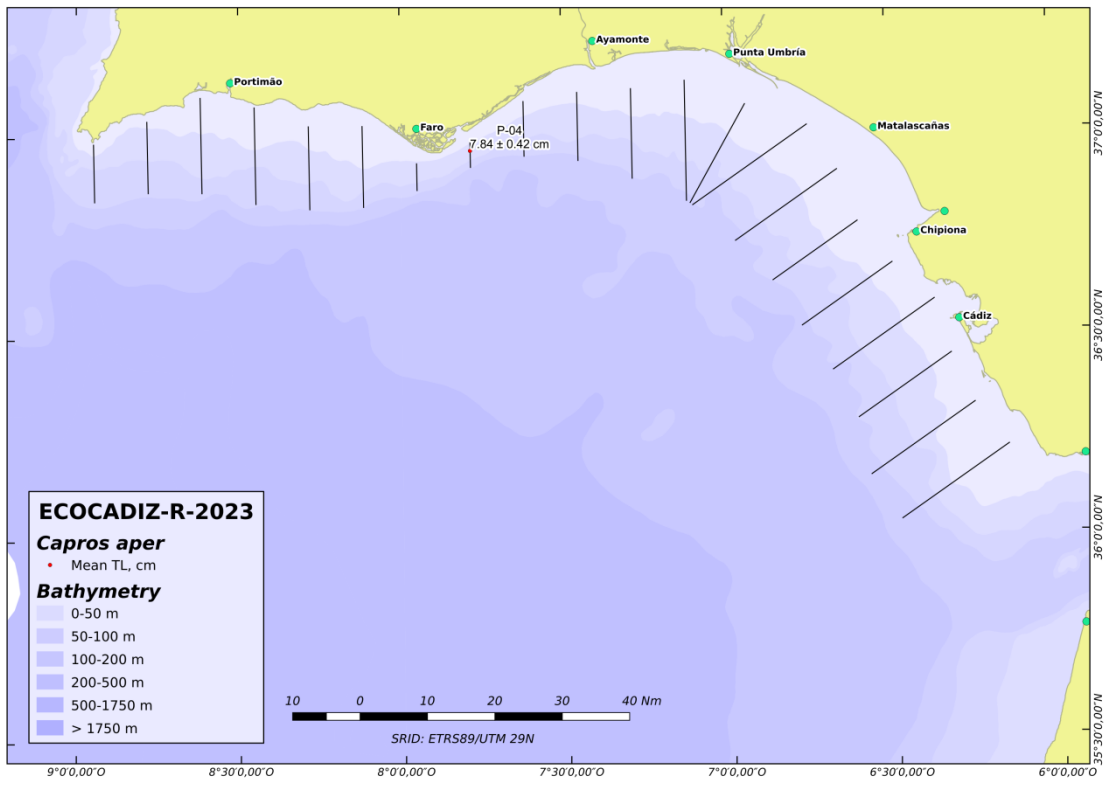 Ayamonte
Punta Umbría
Portimão
Faro
P-04
7.84 ± 0.42 cm
Matalascañas
Chipiona
Cádiz
37°0'0,00"N
36°30'0,00"N
36°0'0,00"N
35°30'0,00"N
ECOCADIZ-R-2023
Capros aper
Mean TL, cm
Bathymetry
0-50 m
50-100 m
100-200 m
200-500 m
500-1750 m
> 1750 m
10 0 10 20 30 40 Nm
SRID: ETRS89/UTM 29N
9°0'0,00"O 8°30'0,00"O 8°0'0,00"O 7°30'0,00"O 7°0'0,00"O 6°30'0,00"O 6°0'0,00"O